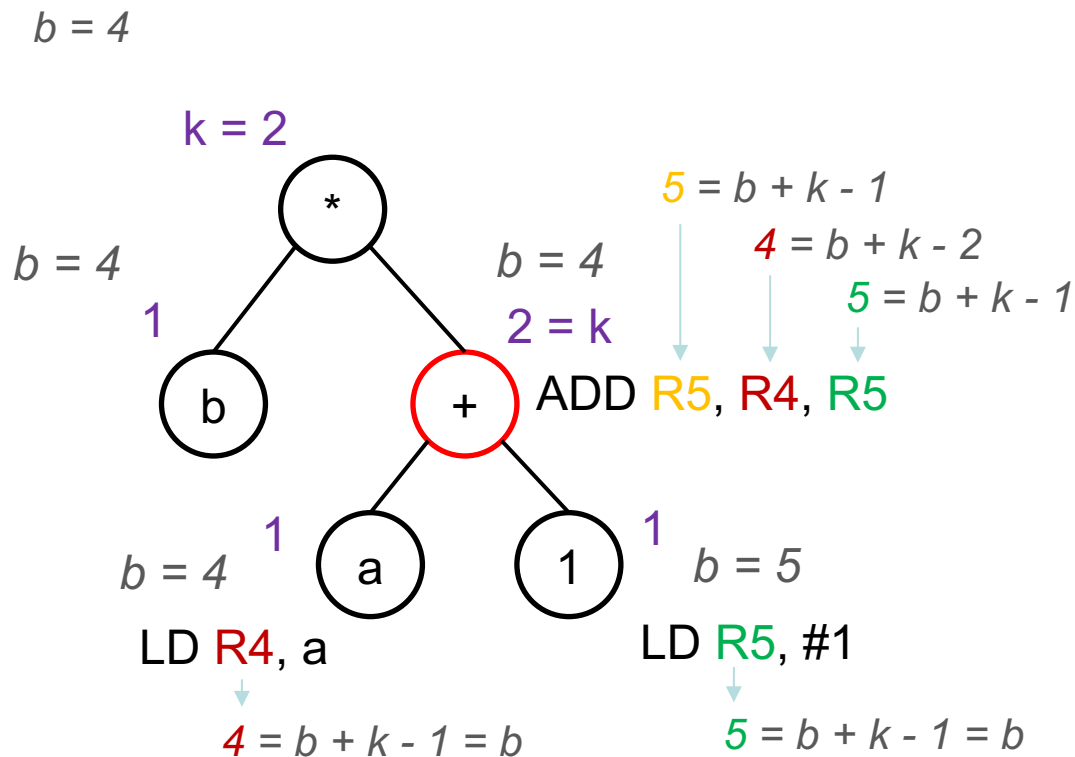 b = 4
k = 2
*
5 = b + k - 1
4 = b + k - 2
b = 4
b = 4
5 = b + k - 1
1
2 = k
b
+
ADD R5, R4, R5
1
1
a
1
b = 4
b = 5
LD R4, a
LD R5, #1
4 = b + k - 1 = b
5 = b + k - 1 = b